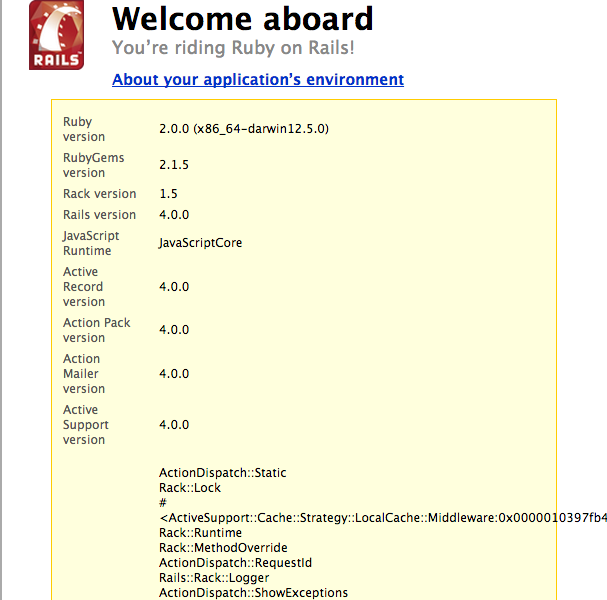 RAILS
Welcome aboard
You're riding Ruby on Rails!
About your application's environment
Ruby
version
2.0.0 (x86_64-darwin12.5.0)
RubyGems
version
2.1.5
Rack version 1.5
Rails version 4.0.0
JavaScript
Runtime
JavaScriptCore
Active
Record
version
4.0.0
Action Pack
version
4.0.0
Action
Mailer
version
4.0.0
Active
Support
version
4.0.0
ActionDispatch::Static
Rack::Lock
#
<ActiveSupport::Cache::Strategy::LocalCache::Middleware:0x0000010397fb4
Rack::Runtime
Rack::MethodOverride
ActionDispatch::RequestId
Rails::Rack::Logger
ActionDispatch::ShowExceptions